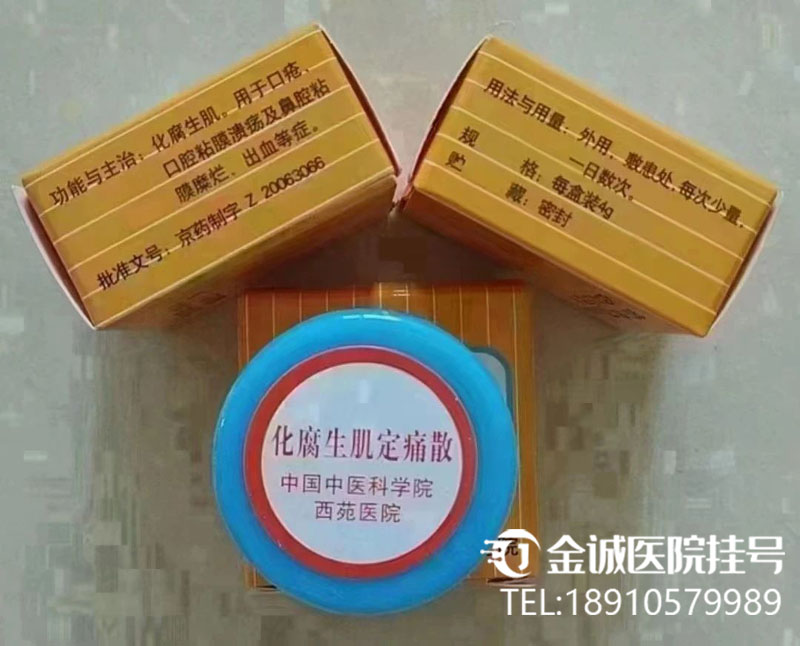 功能与主治：化腐生肌。用于口疮、
口腔粘膜溃疡及鼻腔粘
膜糜烂、出血等症。
批准文号：京药制字 Z 20063066
用法与用量：外用，敷患处，每次少量，
一日数次。
规 格：每盒装4g
贮 藏：密封
化腐生肌定痛散
中国中医科学院
西苑医院
金诚医院挂号
TEL:18910579989